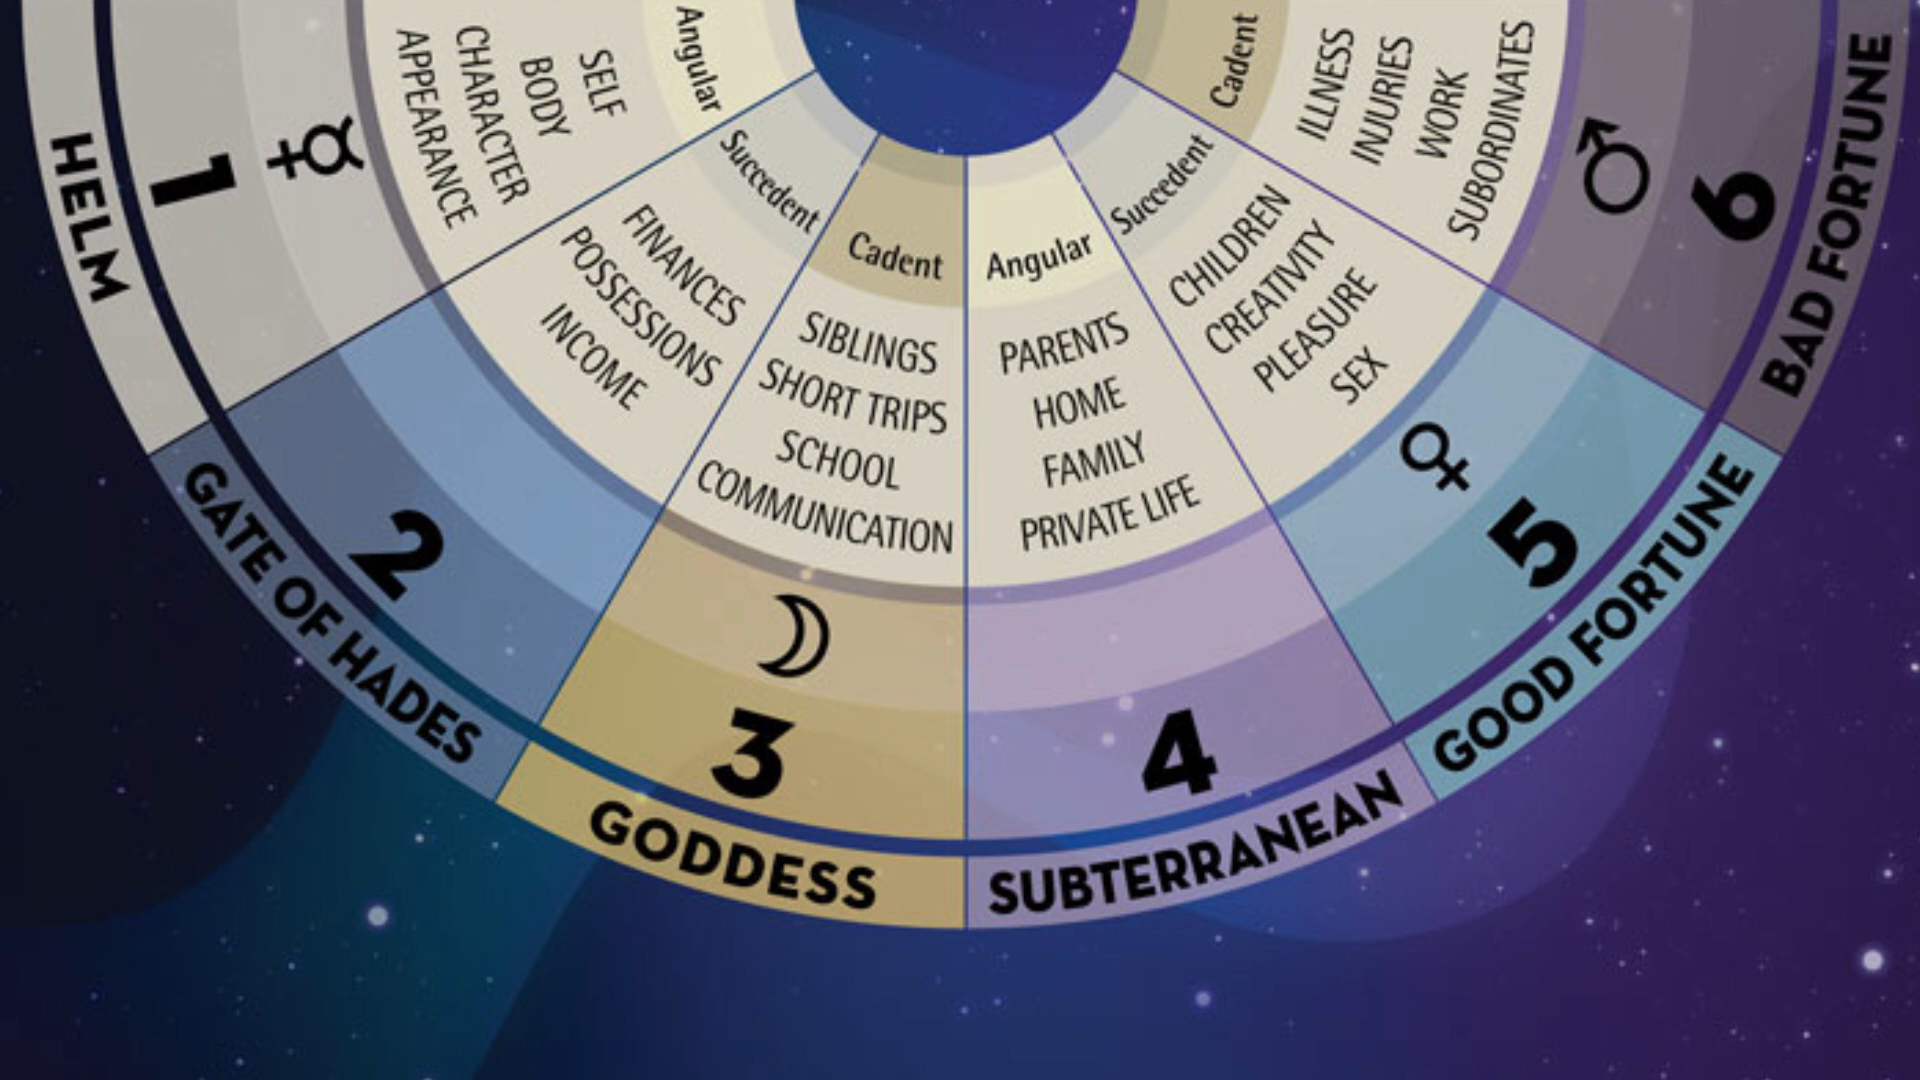 HELM
1
APPEARANCE
CHARACTER
BODY
SELF
Angular
GATE OF HADES
2
FINANCES
POSSESSIONS
INCOME
Succedent
GODDESS
3
Cadent
SIBLINGS
SHORT TRIPS
SCHOOL
COMMUNICATION
SUBTERRANEAN
4
Angular
PARENTS
HOME
FAMILY
PRIVATE LIFE
GOOD FORTUNE
5
Succedent
CHILDREN
CREATIVITY
PLEASURE
SEX
BAD FORTUNE
6
Cadent
ILLNESS
INJURIES
WORK
SUBORDINATES